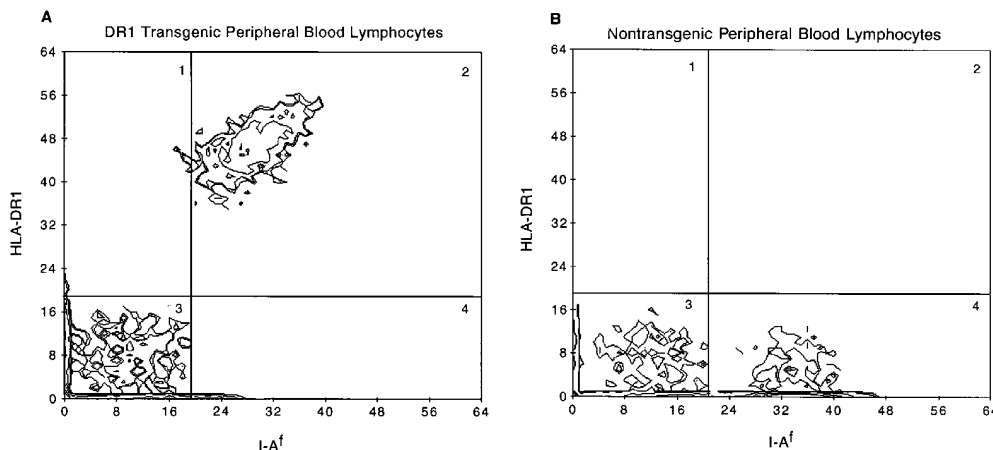 A
DR1 Transgenic Peripheral Blood Lymphocytes
64
56
48
40
32
24
16
8
0
HLA-DR1
1
2
3
4
0 8 16 24 32 40 48 56 64
I-Af
B
Nontransgenic Peripheral Blood Lymphocytes
64
56
48
40
32
24
16
8
0
HLA-DR1
1
2
3
4
0 8 16 24 32 40 48 56 64
I-Af